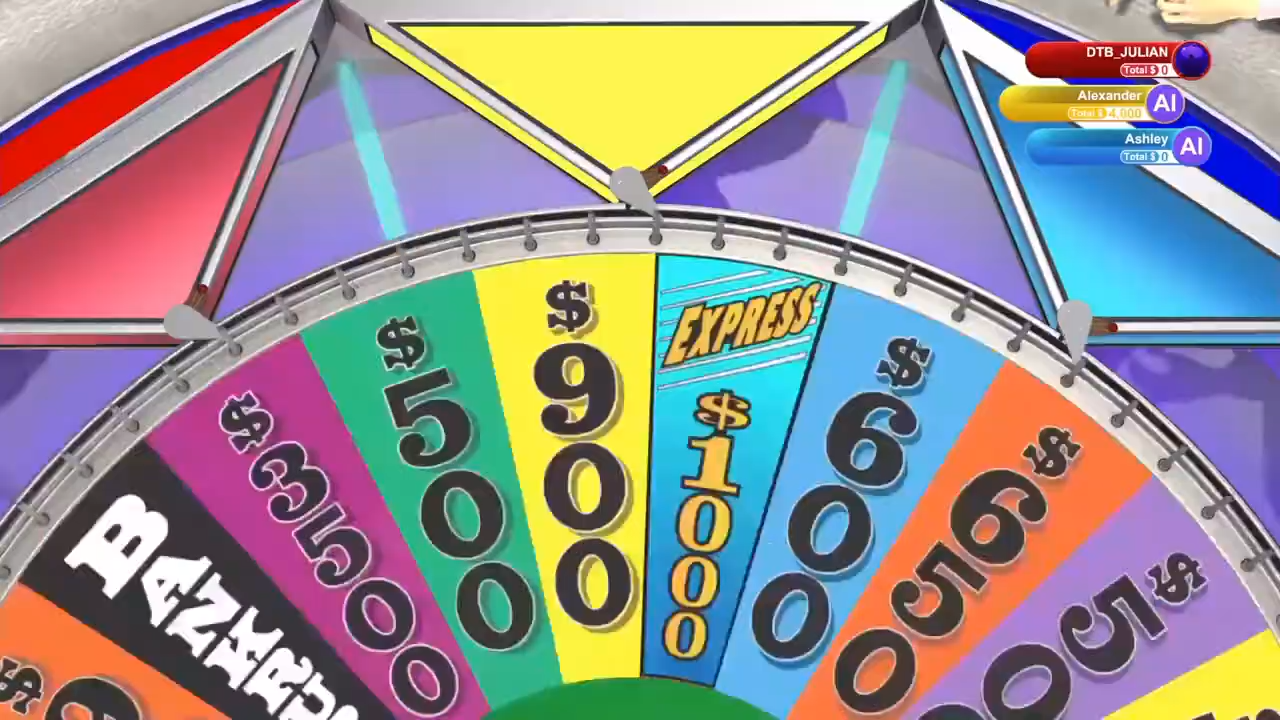 DTB_JULIAN
Total $ 0
Alexander
AI
Total $ 4,000
Ashley
AI
Total $ 0
BANKRU
$3500
$500
$900
EXPRESS
$1000
$600
$650
$500
$